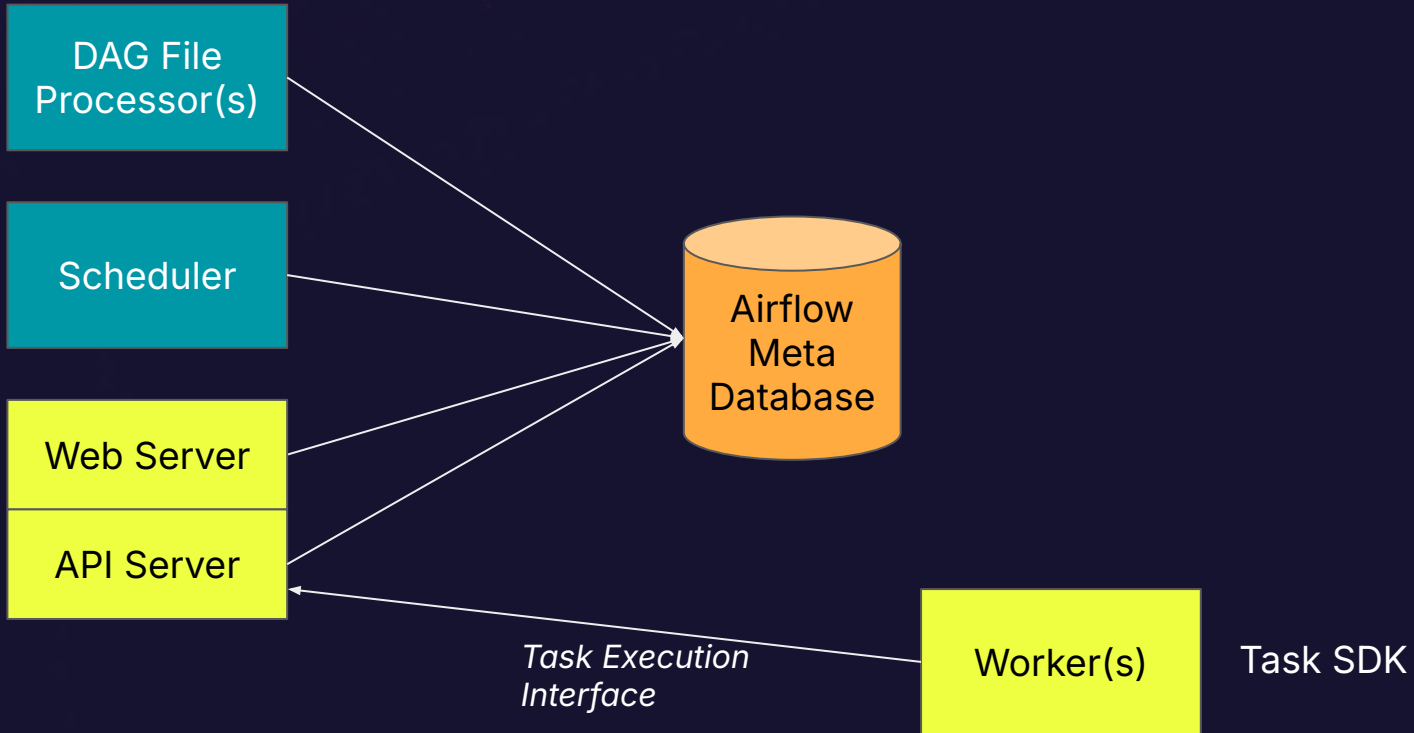 DAG File
Processor(s)
Scheduler
Airflow
Meta
Database
Web Server
API Server
Task Execution
Interface
Worker(s)
Task SDK